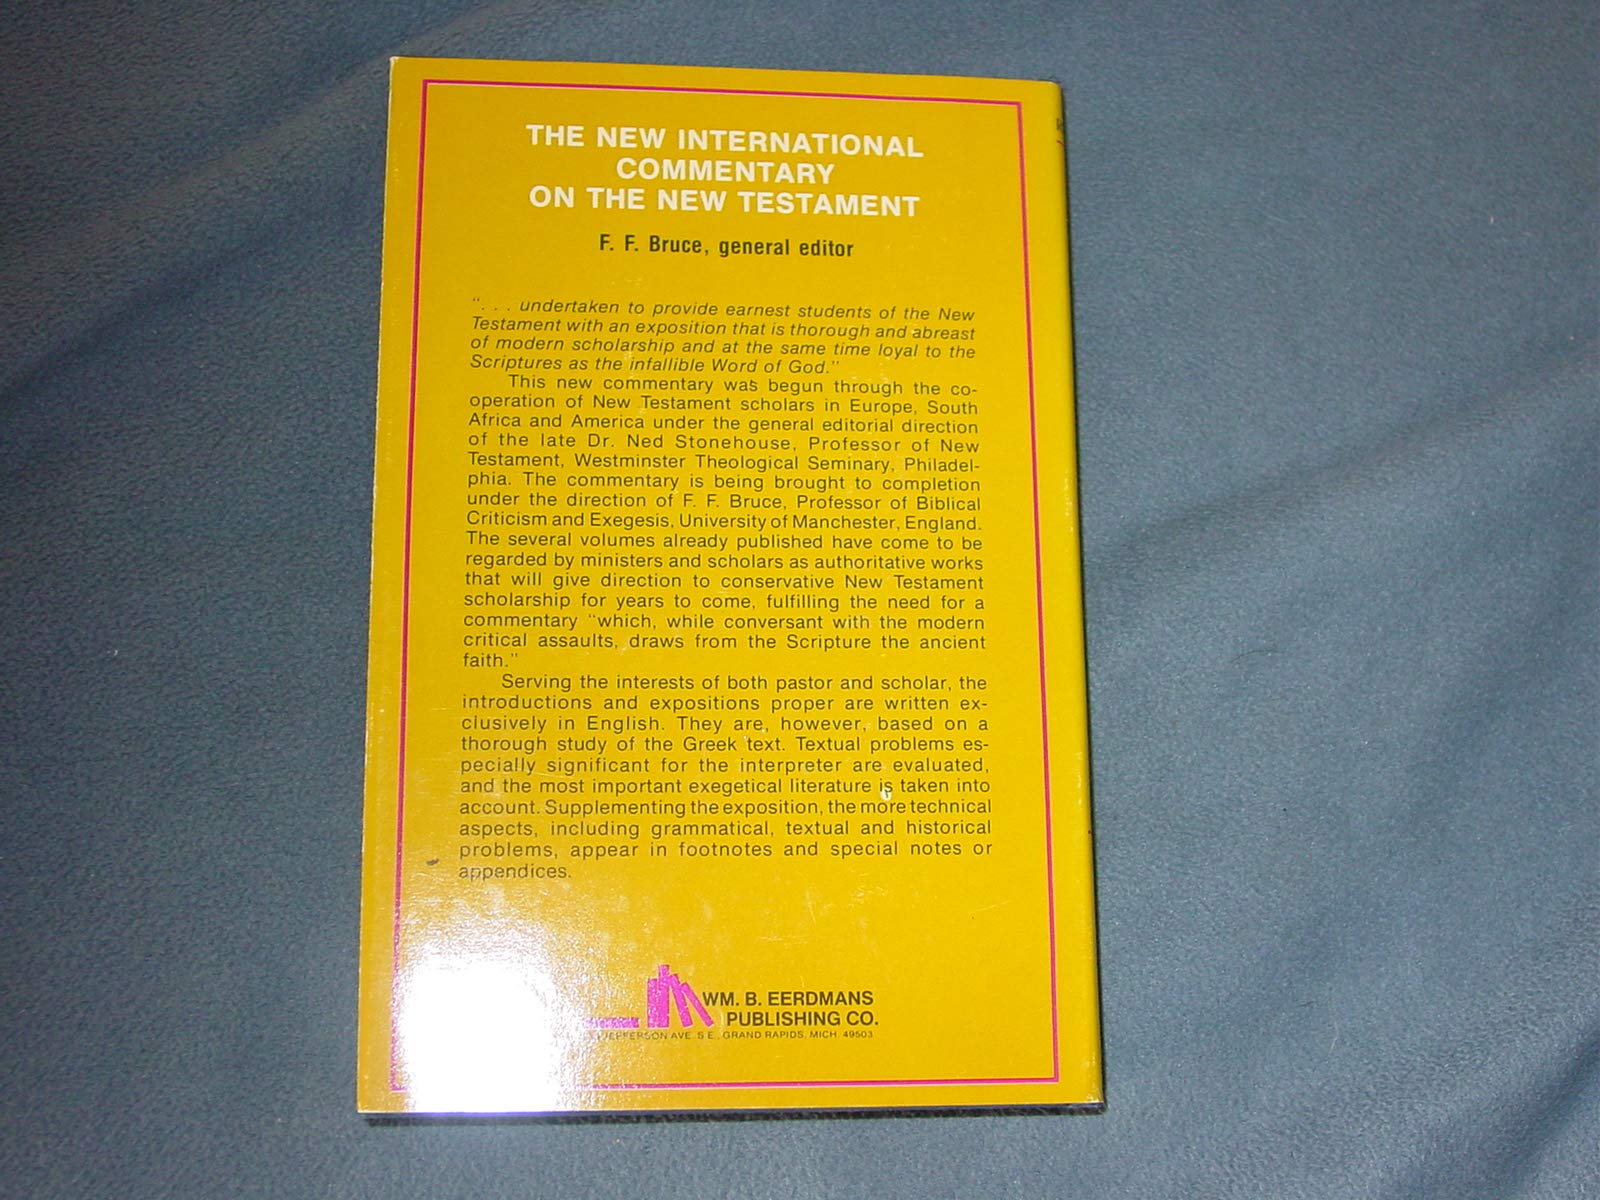 THE NEW INTERNATIONAL
COMMENTARY
ON THE NEW TESTAMENT
F. F. Bruce, general editor
". . . undertaken to provide earnest students of the New
Testament with an exposition that is thorough and abreast
of modern scholarship and at the same time loyal to the
Scriptures as the infallible Word of God."
This new commentary was begun through the co-
operation of New Testament scholars in Europe, South
Africa and America under the general editorial direction
of the late Dr. Ned Stonehouse, Professor of New
Testament, Westminster Theological Seminary, Philadel-
phia. The commentary is being brought to completion
under the direction of F. F. Bruce, Professor of Biblical
Criticism and Exegesis, University of Manchester, England.
The several volumes already published have come to be
regarded by ministers and scholars as authoritative works
that will give direction to conservative New Testament
scholarship for years to come, fulfilling the need for a
commentary "which, while conversant with the modern
critical assaults, draws from the Scripture the ancient
faith."
Serving the interests of both pastor and scholar, the
introductions and expositions proper are written ex-
clusively in English. They are, however, based on a
thorough study of the Greek text. Textual problems es-
pecially significant for the interpreter are evaluated,
and the most important exegetical literature is taken into
account. Supplementing the exposition, the more technical
aspects, including grammatical, textual and historical
problems, appear in footnotes and special notes or
appendices.
WM. B. EERDMANS
PUBLISHING CO.
JEFFERSON AVE. S.E., GRAND RAPIDS, MICH. 49503